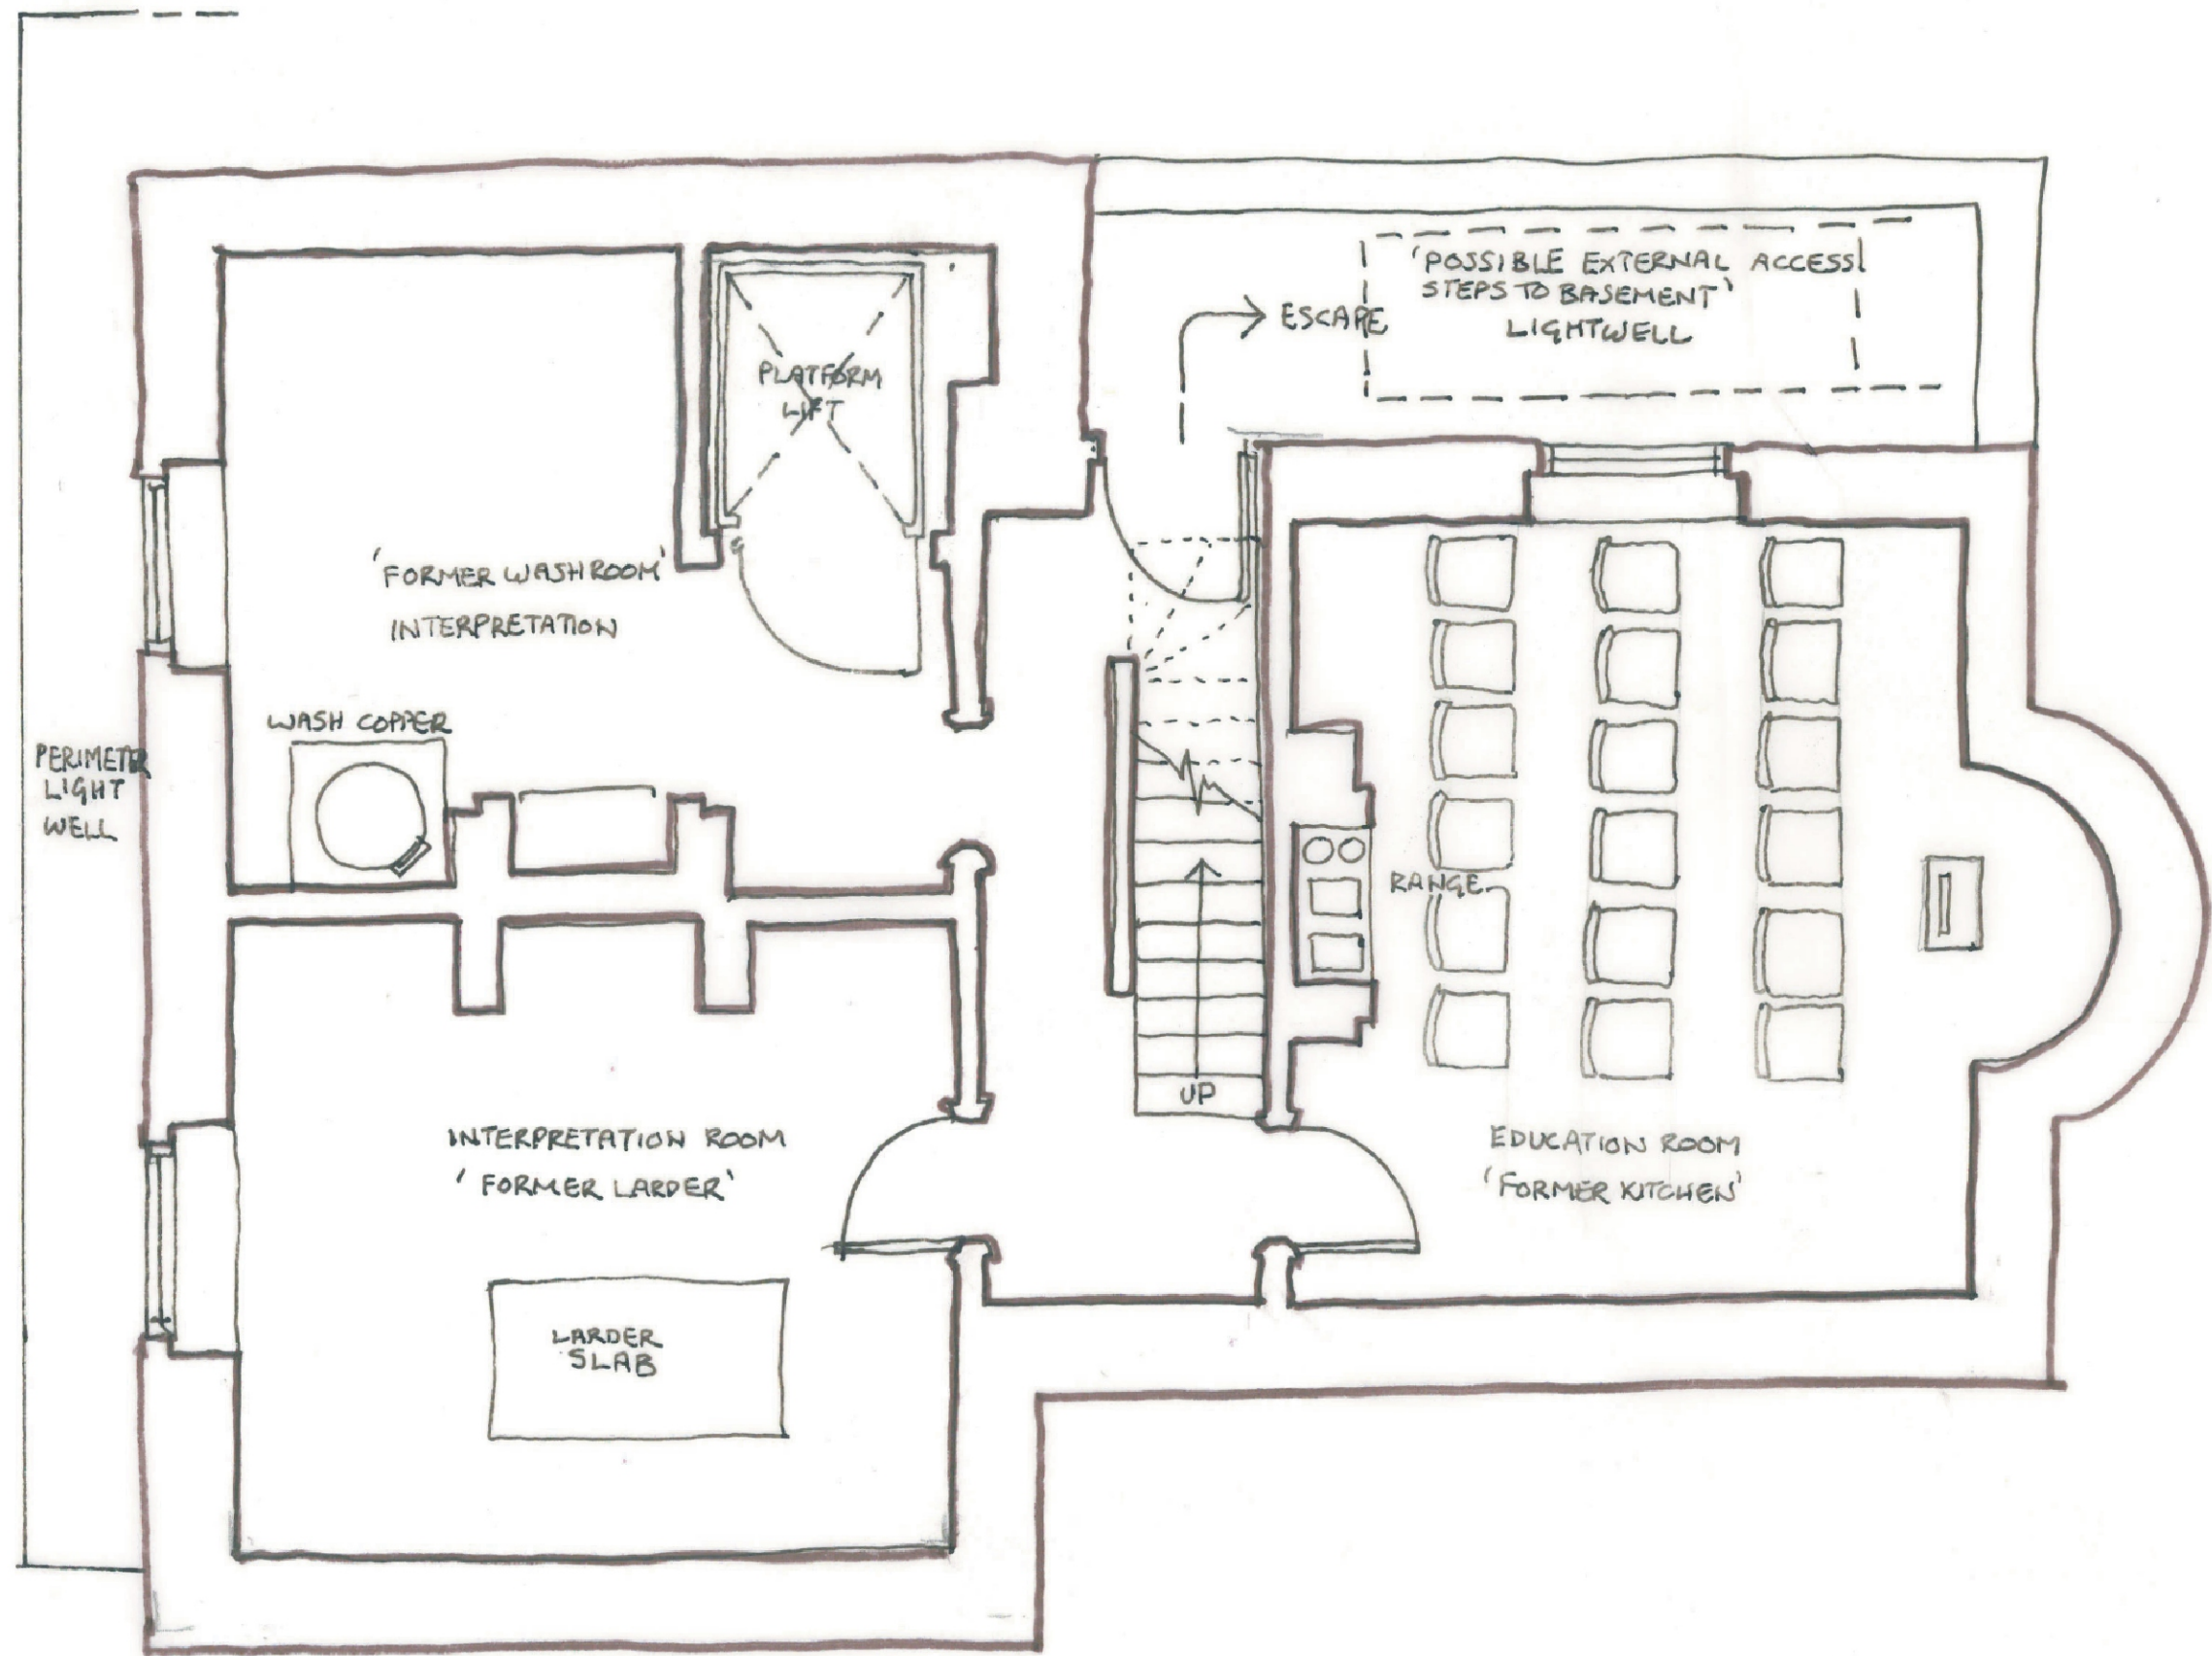 'POSSIBLE EXTERNAL ACCESS
STEPS TO BASEMENT'
LIGHTWELL
ESCAPE
PLATFORM
LIFT
'FORMER WASHROOM'
INTERPRETATION
WASH COPPER
PERIMETER
LIGHT
WELL
RANGE
UP
INTERPRETATION ROOM
'FORMER LARDER'
EDUCATION ROOM
'FORMER KITCHEN'
LARDER
SLAB